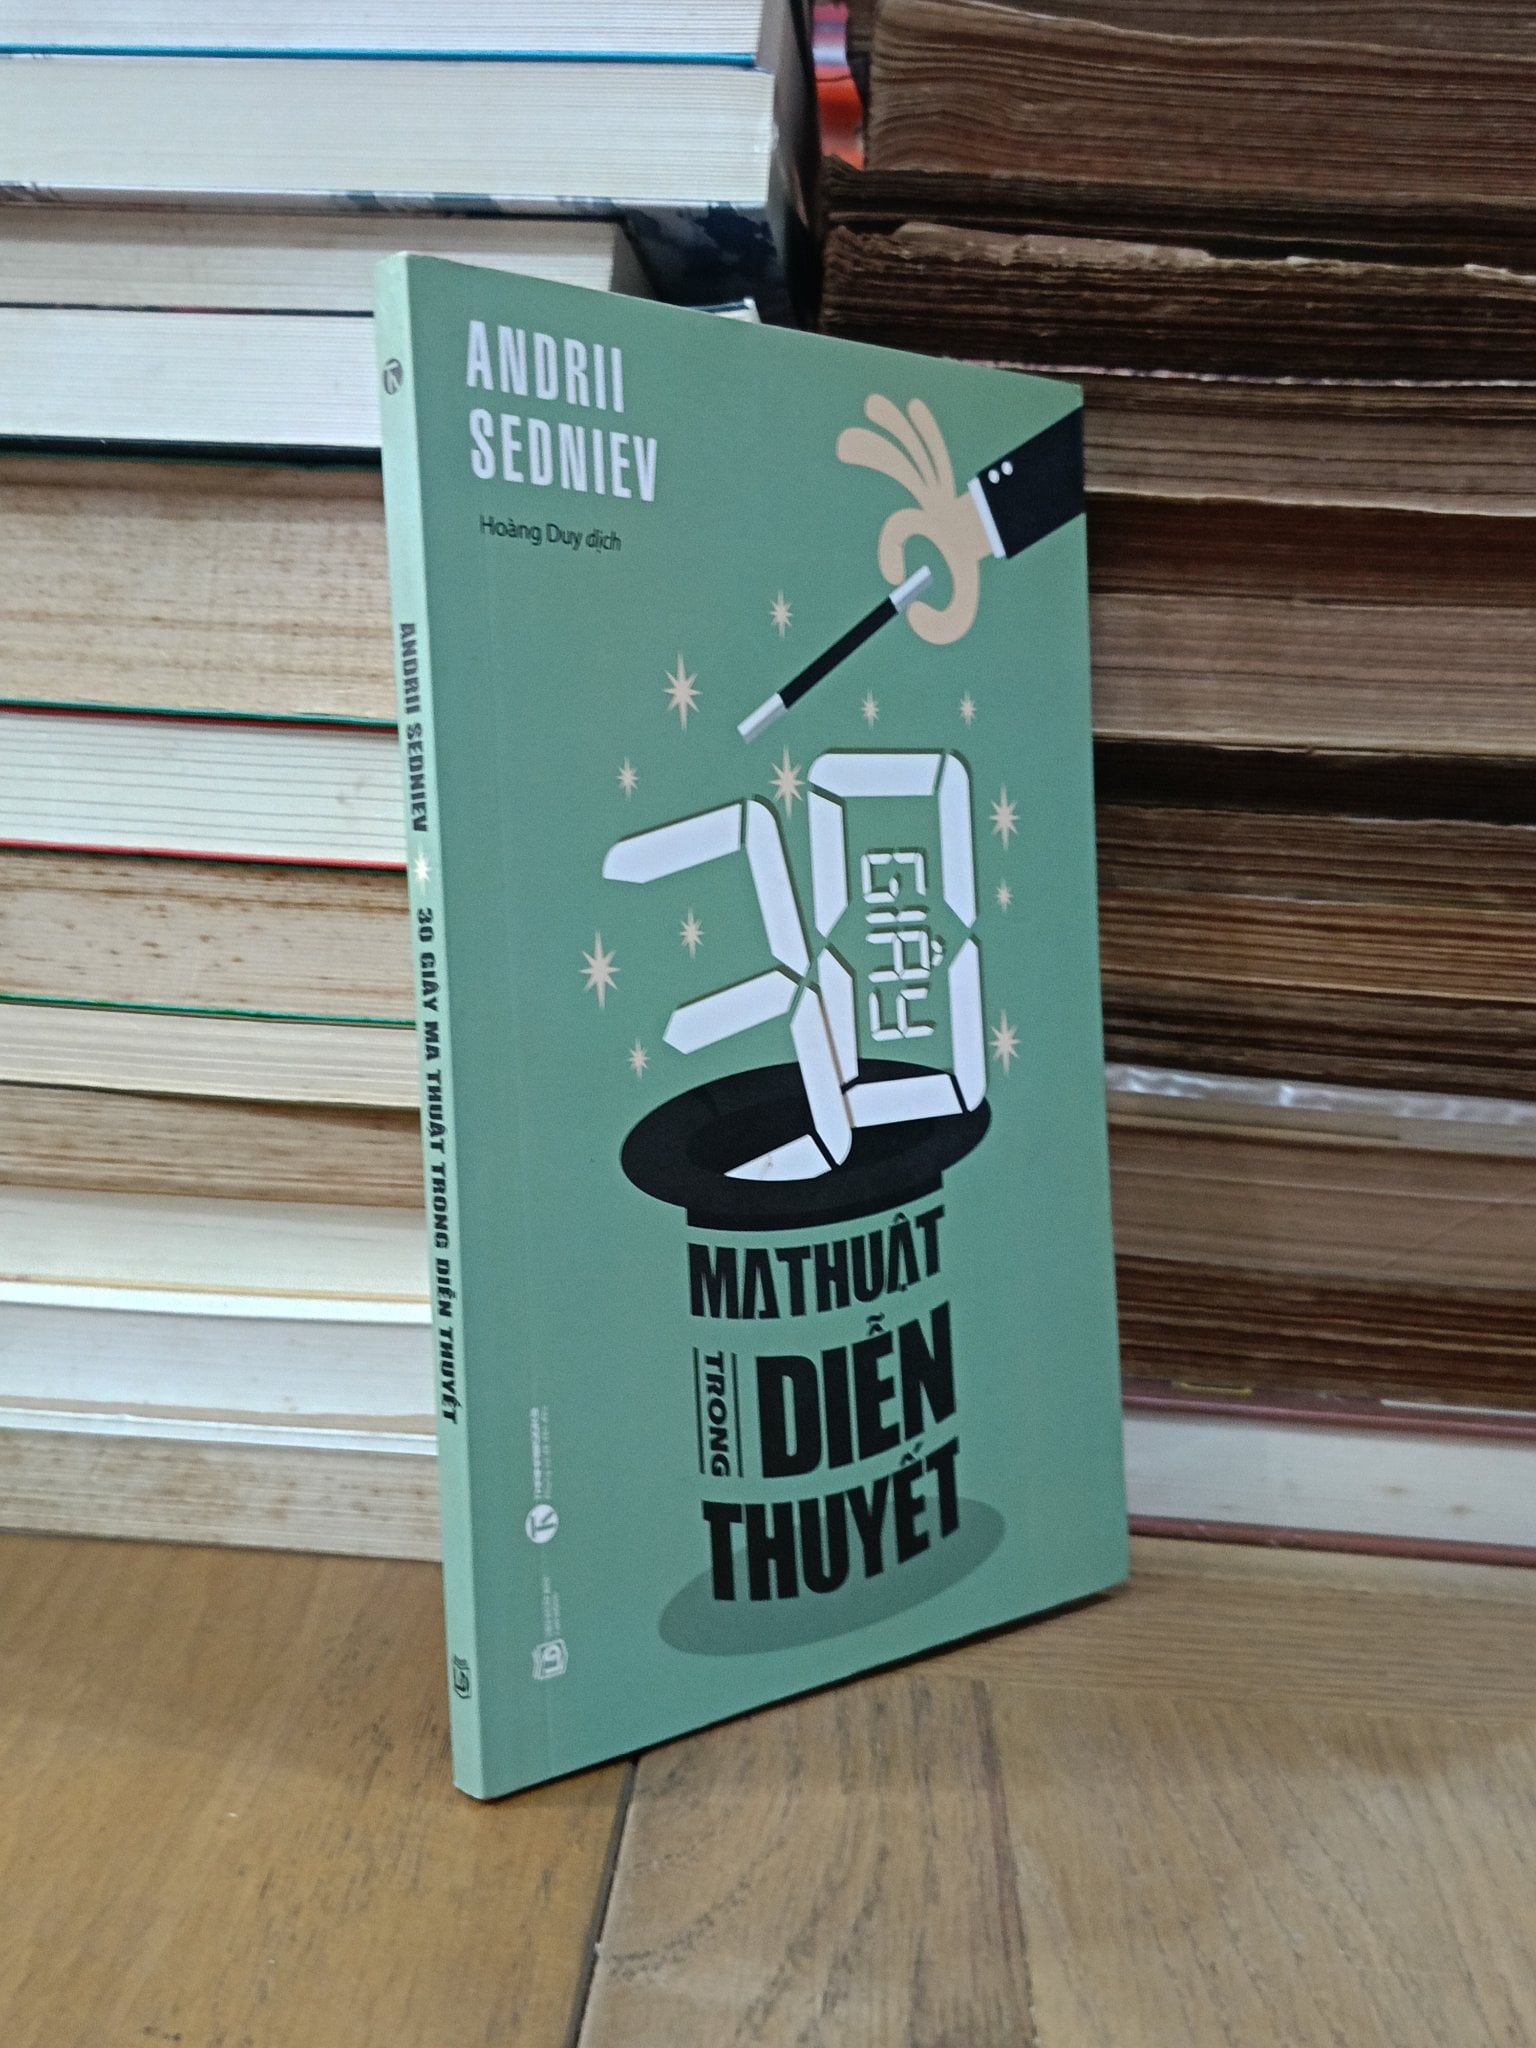 ANDRII
SEDNIEV
Hoàng Duy dịch
30
GIÂY
MA THUẬT
TRONG
DIỄN
THUYẾT
ANDRII SEDNIEV 30 GIÂY MA THUẬT TRONG DIỄN THUYẾT